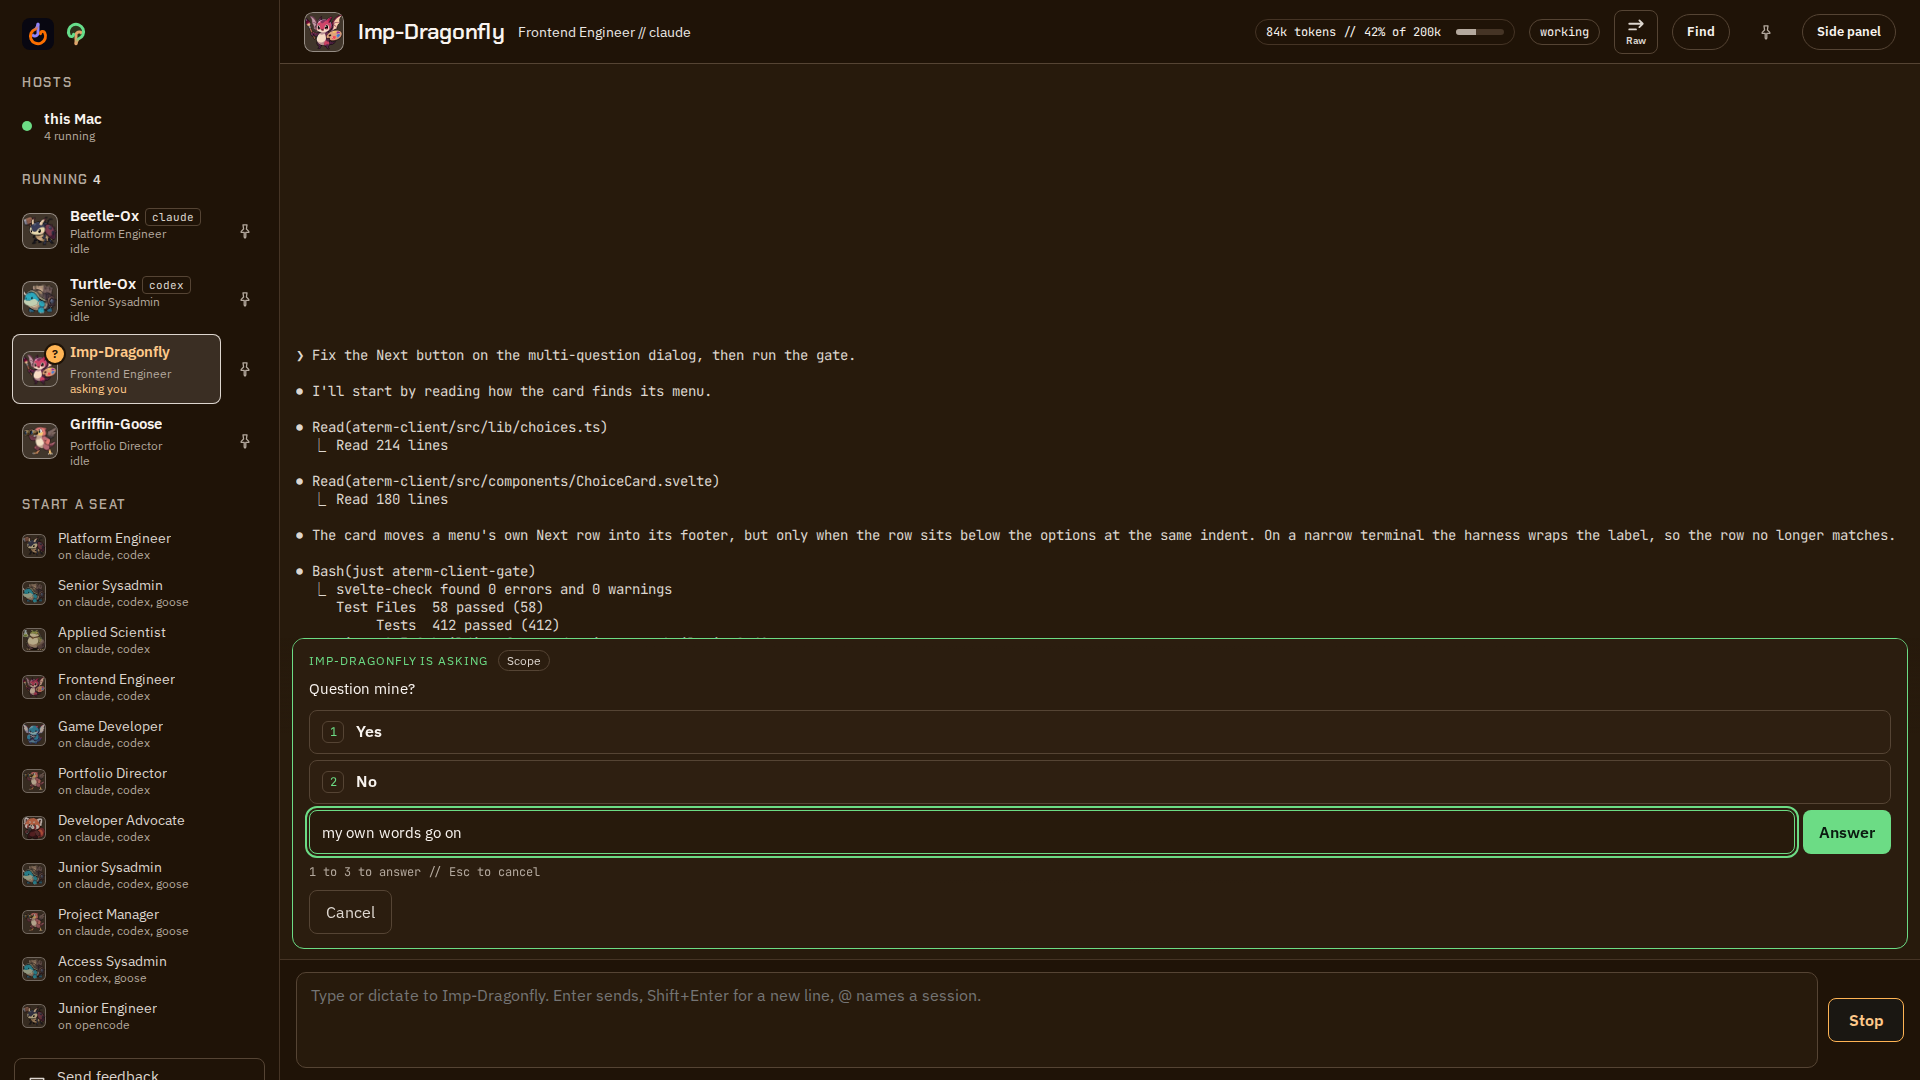 Imp-Dragonfly
Frontend Engineer // claude
84k tokens // 42% of 200k
working
Raw
Find
Side panel
HOSTS
this Mac
4 running
RUNNING 4
Beetle-Ox claude
Platform Engineer
idle
Turtle-Ox codex
Senior Sysadmin
idle
?
Imp-Dragonfly
Frontend Engineer
asking you
Griffin-Goose
Portfolio Director
idle
START A SEAT
Platform Engineer
on claude, codex
Senior Sysadmin
on claude, codex, goose
Applied Scientist
on claude, codex
Frontend Engineer
on claude, codex
Game Developer
on claude, codex
Portfolio Director
on claude, codex
Developer Advocate
on claude, codex
Junior Sysadmin
on claude, codex, goose
Project Manager
on claude, codex, goose
Access Sysadmin
on codex, goose
Junior Engineer
on opencode
Send feedback
❯ Fix the Next button on the multi-question dialog, then run the gate.
● I'll start by reading how the card finds its menu.
● Read(aterm-client/src/lib/choices.ts)
⎿ Read 214 lines
● Read(aterm-client/src/components/ChoiceCard.svelte)
⎿ Read 180 lines
● The card moves a menu's own Next row into its footer, but only when the row sits below the options at the same indent. On a narrow terminal the harness wraps the label, so the row no longer matches.
● Bash(just aterm-client-gate)
⎿ svelte-check found 0 errors and 0 warnings
Test Files 58 passed (58)
Tests 412 passed (412)
IMP-DRAGONFLY IS ASKING Scope
Question mine?
1 Yes
2 No
my own words go on
Answer
1 to 3 to answer // Esc to cancel
Cancel
Type or dictate to Imp-Dragonfly. Enter sends, Shift+Enter for a new line, @ names a session.
Stop